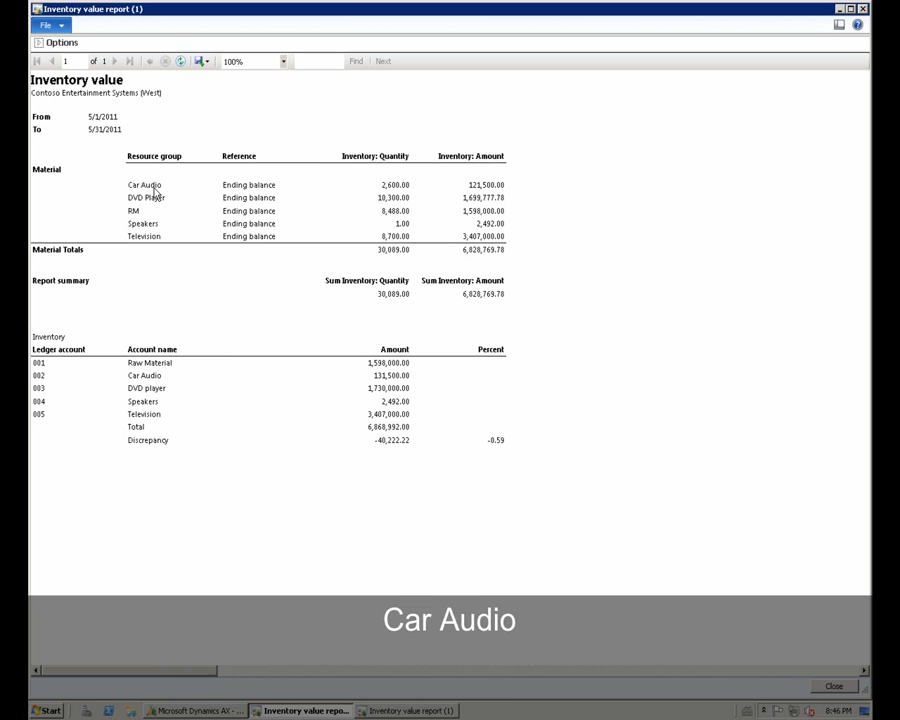 Inventory value report (1)
File
Options
1 of 1 100% Find Next
Inventory value
Contoso Entertainment Systems (West)
From 5/1/2011
To 5/31/2011
Resource group Reference Inventory: Quantity Inventory: Amount
Material
Car Audio Ending balance 2,600.00 121,500.00
DVD Player Ending balance 10,300.00 1,699,777.78
RM Ending balance 8,488.00 1,598,000.00
Speakers Ending balance 1.00 2,492.00
Television Ending balance 8,700.00 3,407,000.00
Material Totals 30,089.00 6,828,769.78
Report summary Sum Inventory: Quantity Sum Inventory: Amount
30,089.00 6,828,769.78
Inventory
Ledger account Account name Amount Percent
001 Raw Material 1,598,000.00
002 Car Audio 131,500.00
003 DVD player 1,730,000.00
004 Speakers 2,492.00
005 Television 3,407,000.00
Total 6,868,992.00
Discrepancy -40,222.22 -0.59
Car Audio
Close
Start Microsoft Dynamics AX - ... Inventory value repo... Inventory value report (1) 8:46 PM